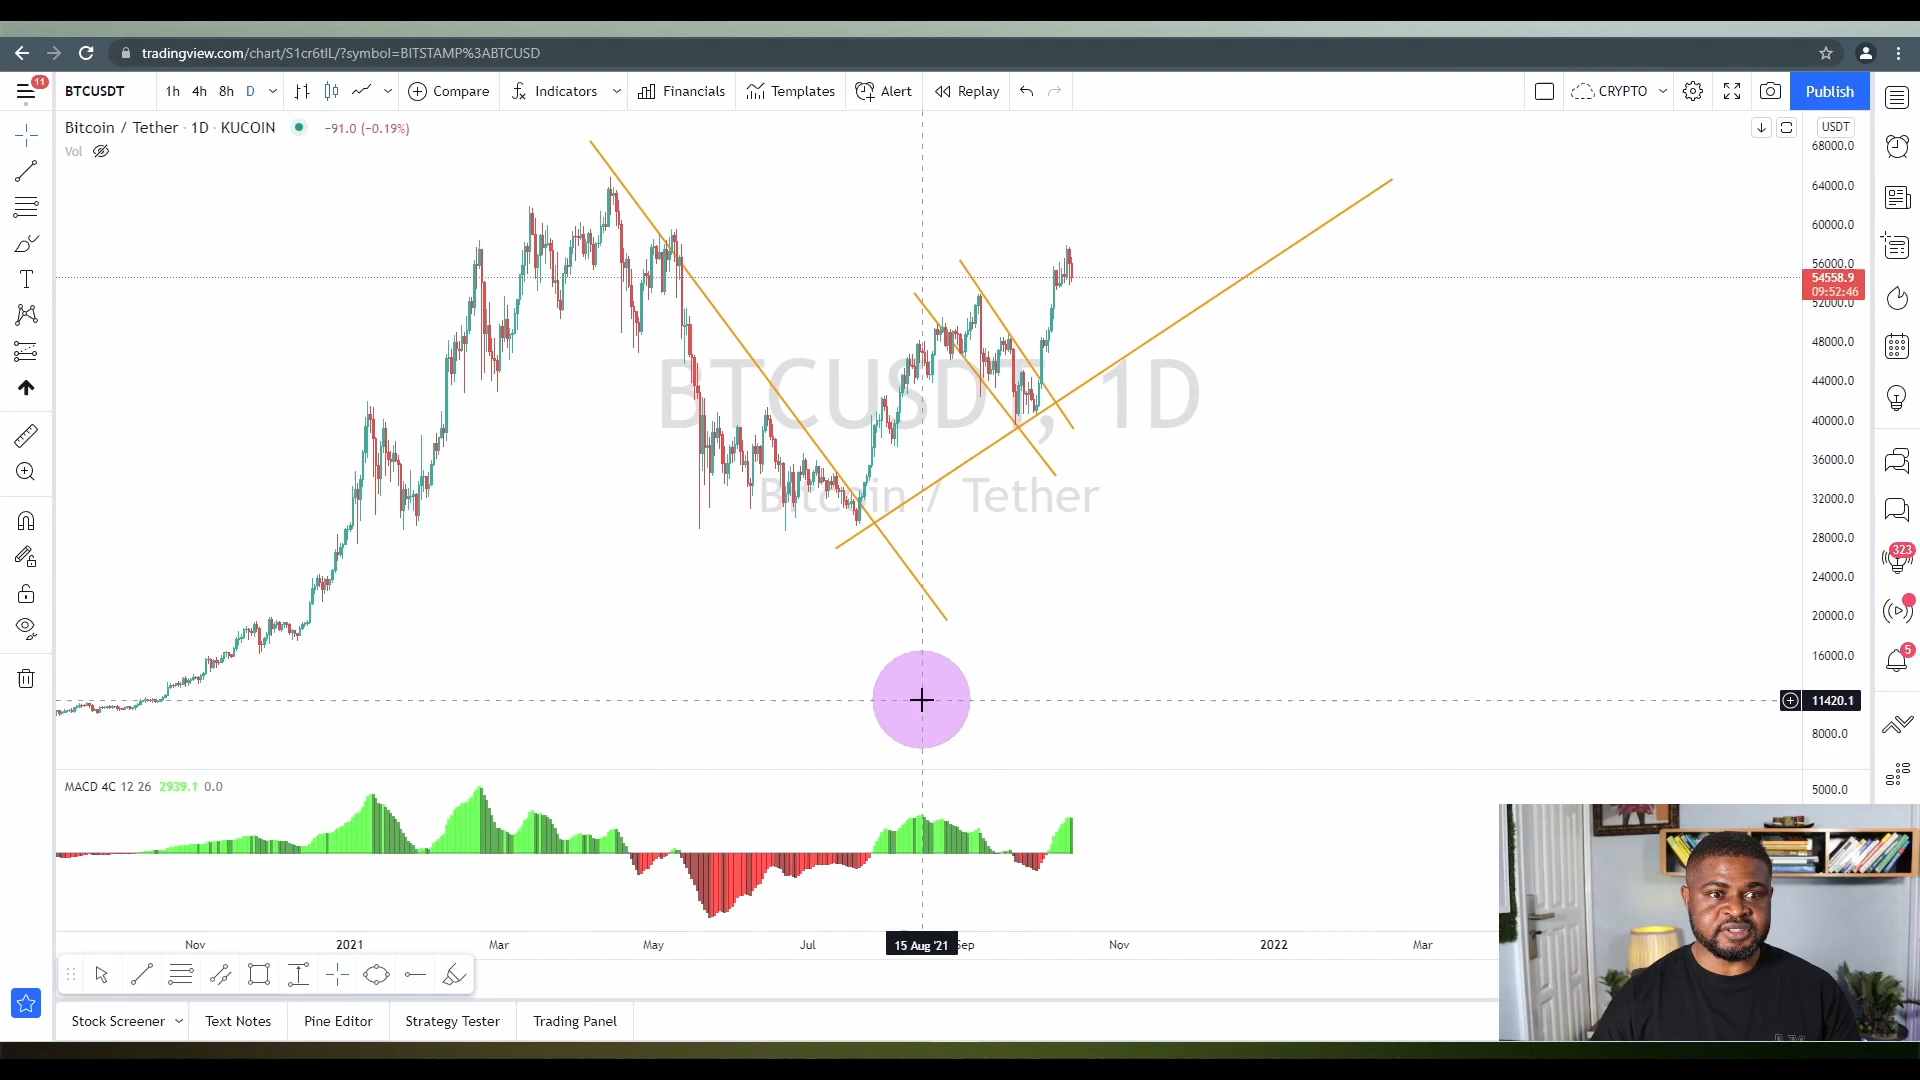 tradingview.com/chart/S1cr6tIL/?symbol=BITSTAMP%3ABTCUSD
11
BTCUSDT 1h 4h 8h D Compare Indicators Financials Templates Alert Replay CRYPTO Publish
Bitcoin / Tether · 1D · KUCOIN −91.0 (−0.19%)
Vol
USDT
68000.0
64000.0
60000.0
56000.0
54558.9
09:52:46
52000.0
48000.0
44000.0
40000.0
36000.0
32000.0
28000.0
24000.0
20000.0
16000.0
11420.1
8000.0
5000.0
BTCUSDT, 1D
Bitcoin / Tether
323
5
MACD 4C 12 26 2939.1 0.0
Nov 2021 Mar May Jul 15 Aug '21 Sep Nov 2022 Mar
Stock Screener Text Notes Pine Editor Strategy Tester Trading Panel